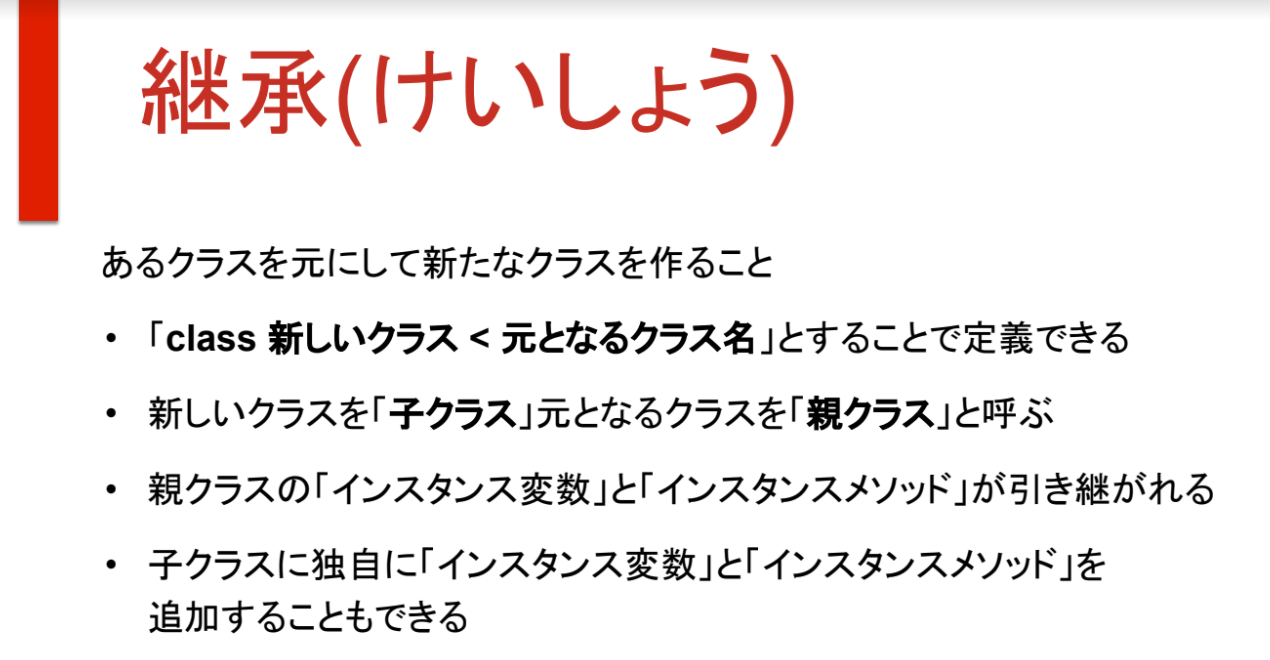 継承(けいしょう)
あるクラスを元にして新たなクラスを作ること
• 「class 新しいクラス < 元となるクラス名」とすることで定義できる
• 新しいクラスを「子クラス」元となるクラスを「親クラス」と呼ぶ
• 親クラスの「インスタンス変数」と「インスタンスメソッド」が引き継がれる
• 子クラスに独自に「インスタンス変数」と「インスタンスメソッド」を
追加することもできる